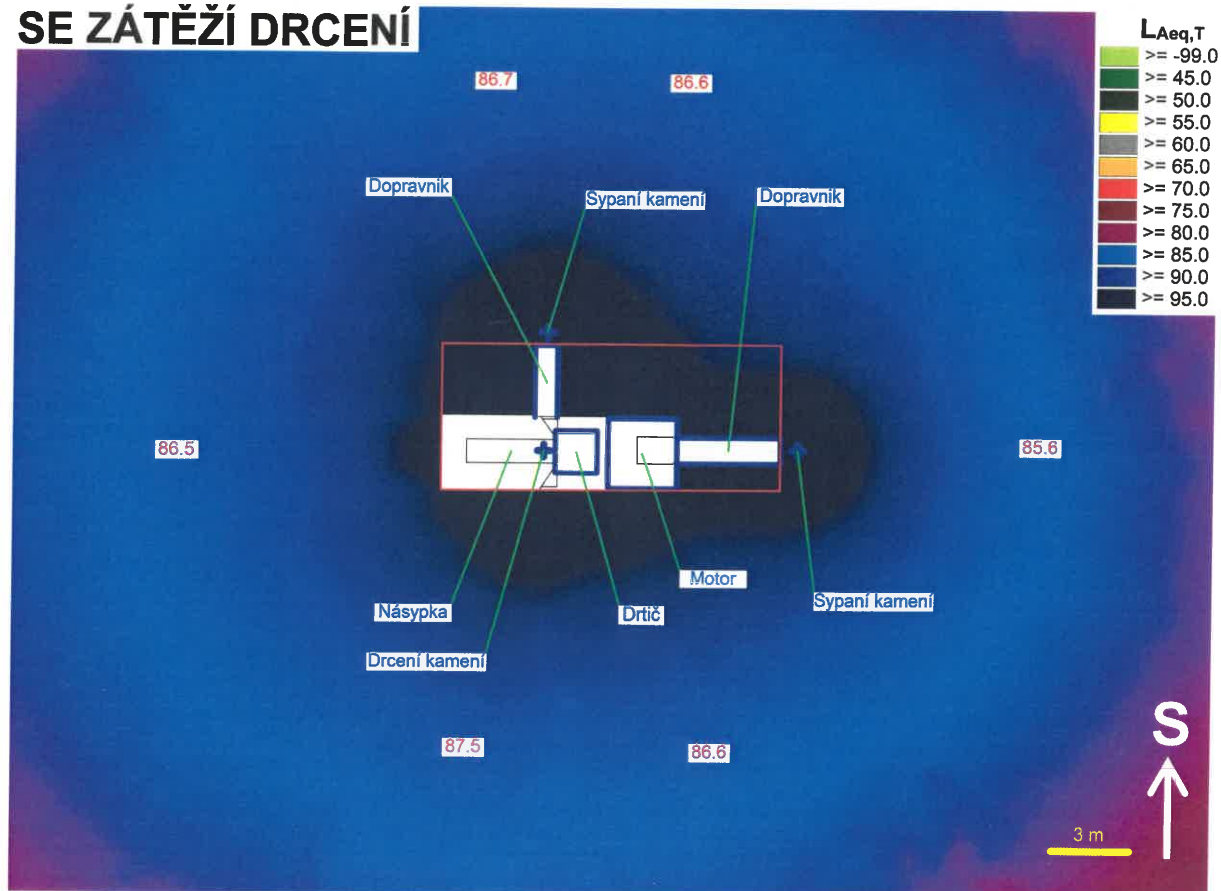 SE ZÁTĚŽÍ DRCENÍ
LAeq,T
>= -99.0
>= 45.0
>= 50.0
>= 55.0
>= 60.0
>= 65.0
>= 70.0
>= 75.0
>= 80.0
>= 85.0
>= 90.0
>= 95.0
86.7
86.6
Dopravník
Sypaní kamení
Dopravník
86.5
85.6
Motor
Násypka
Drtič
Sypaní kamení
Drcení kamení
87.5
86.6
S
3 m